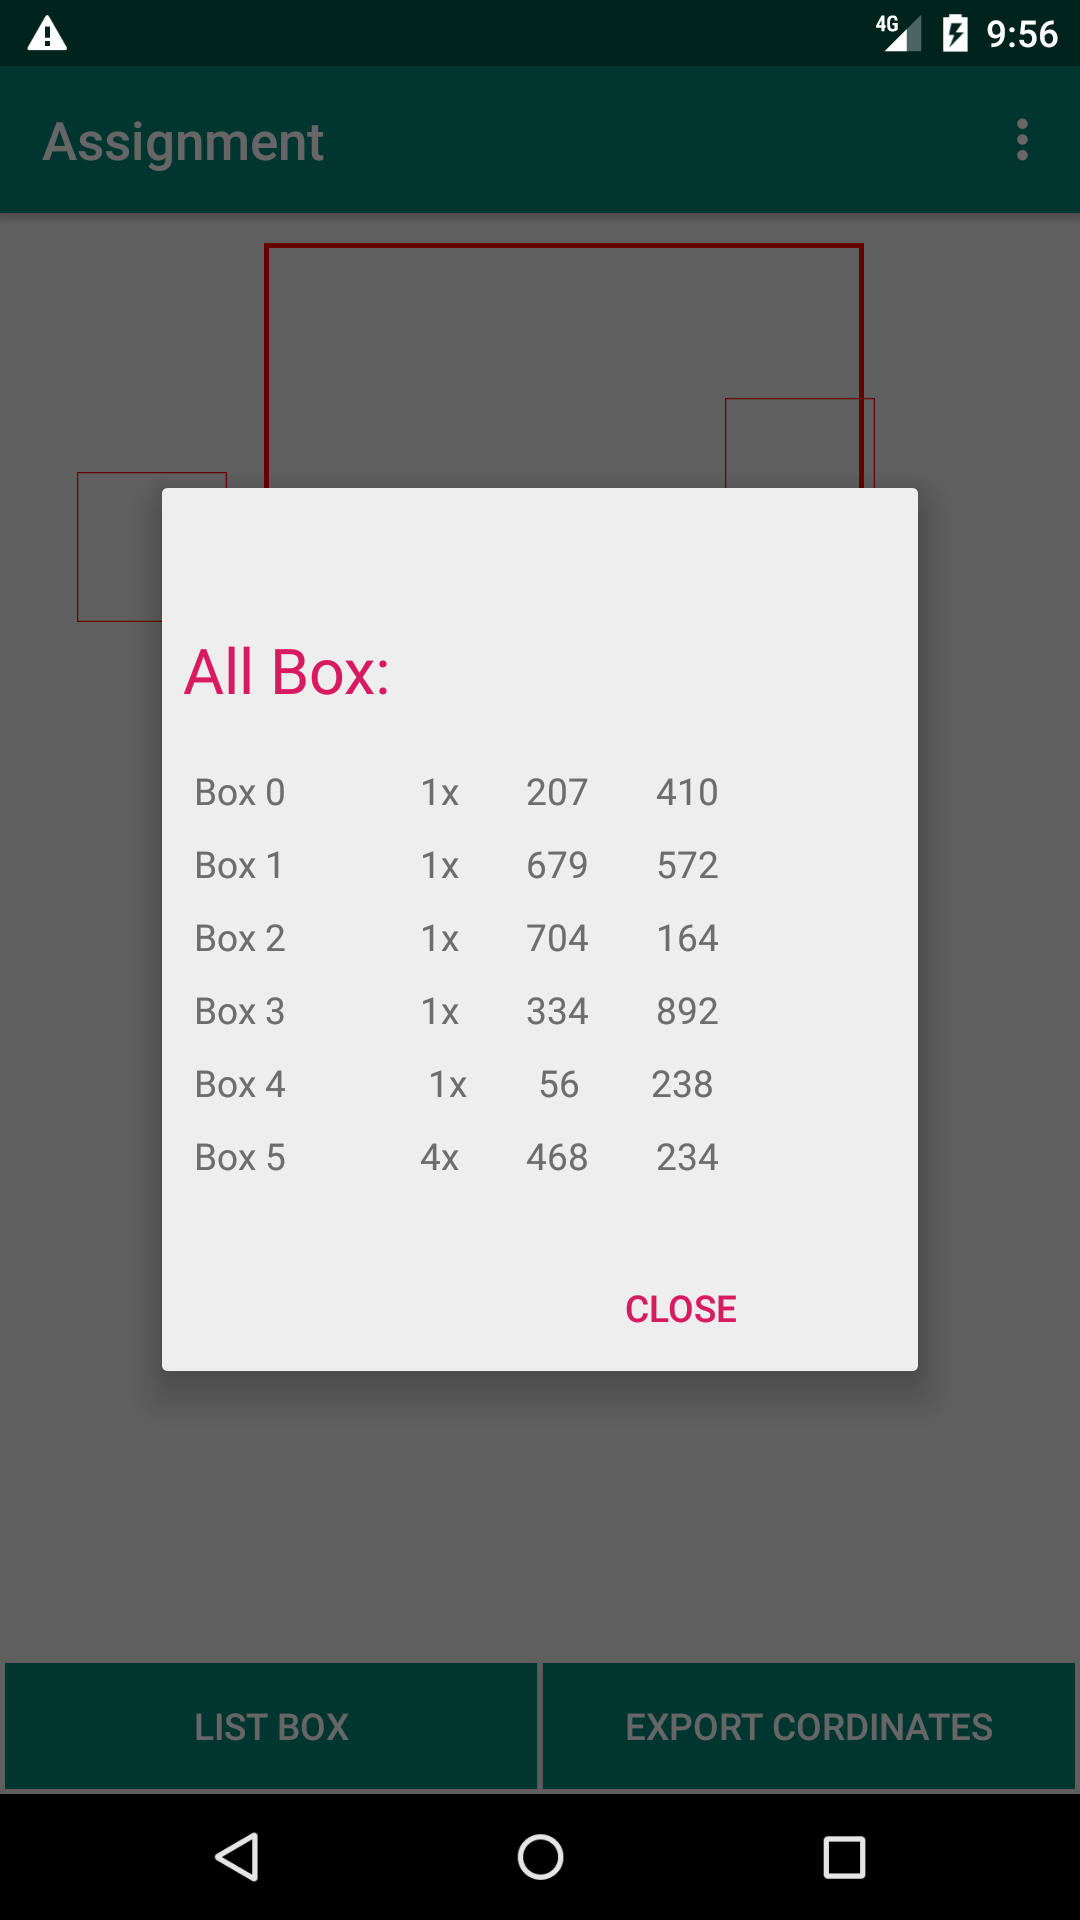 4G 9:56
Assignment
All Box:
Box 0 1x 207 410
Box 1 1x 679 572
Box 2 1x 704 164
Box 3 1x 334 892
Box 4 1x 56 238
Box 5 4x 468 234
CLOSE
LIST BOX EXPORT CORDINATES